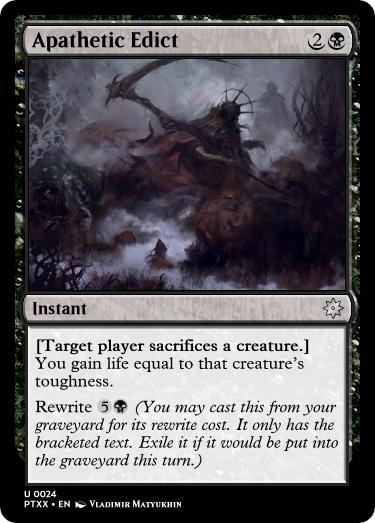 Apathetic Edict 2
Instant
[Target player sacrifices a creature.]
You gain life equal to that creature's
toughness.
Rewrite 5 (You may cast this from your
graveyard for its rewrite cost. It only has the
bracketed text. Exile it if it would be put into
the graveyard this turn.)
U 0024
PTXX • EN Vladimir Matyukhin